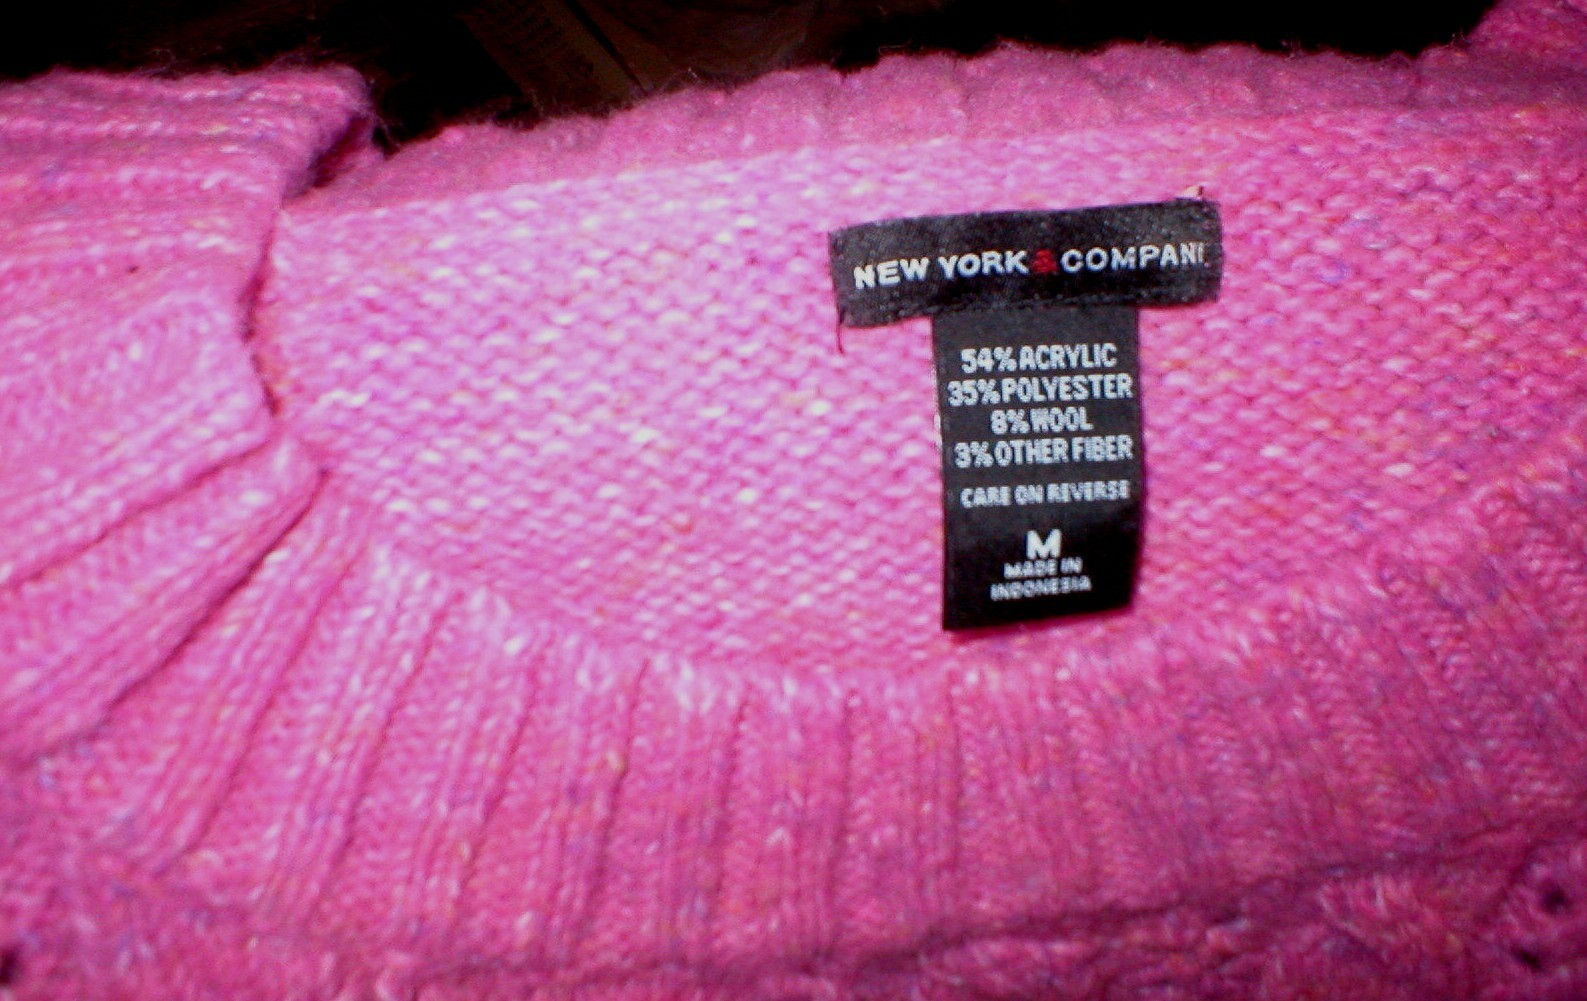 NEW YORK & COMPANY
54% ACRYLIC
35% POLYESTER
8% WOOL
3% OTHER FIBER
CARE ON REVERSE
M
MADE IN
INDONESIA